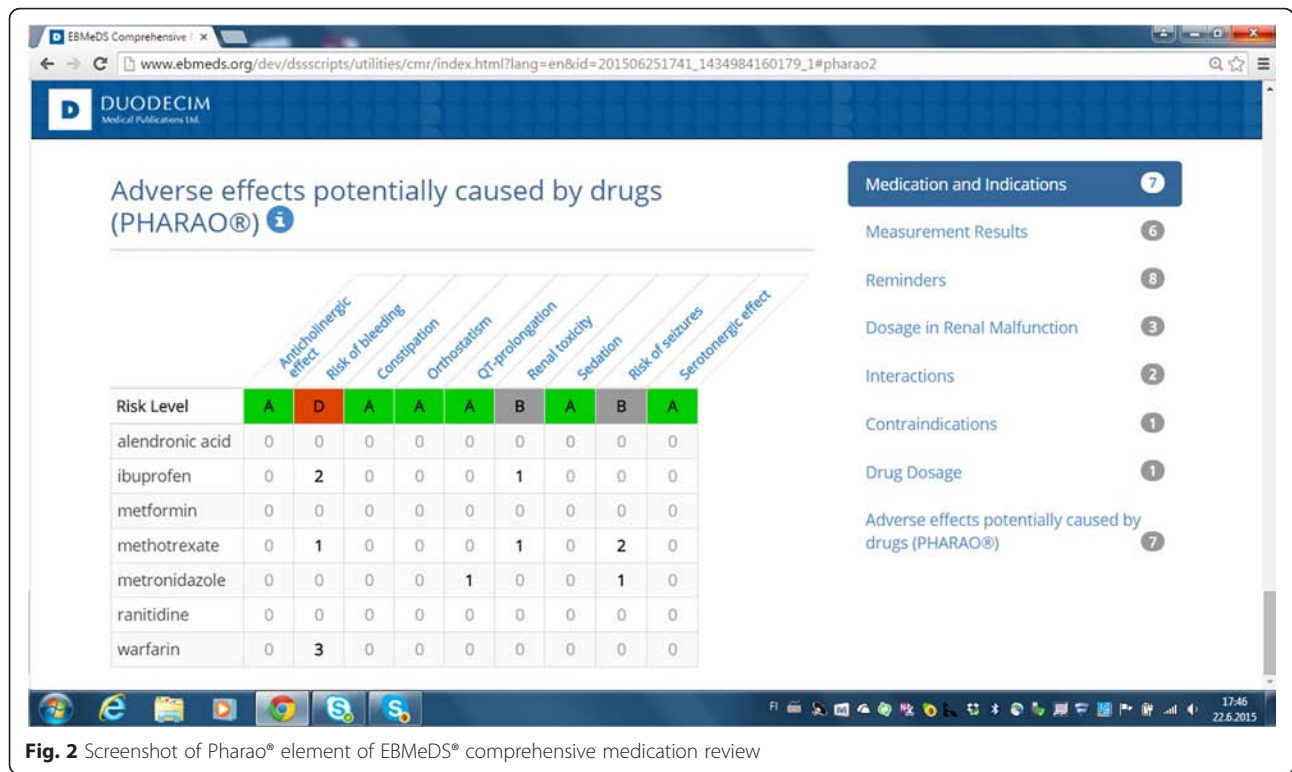 EBMeDS Comprehensive
www.ebmeds.org/dev/dssscripts/utilities/cmr/index.html?lang=en&id=201506251741_1434984160179_1#pharao2
D DUODECIM
Medical Publications Ltd.
Adverse effects potentially caused by drugs
(PHARAO®) i
Anticholinergic
effect
Risk of bleeding
Constipation
Orthostatism
QT-prolongation
Renal toxicity
Sedation
Risk of seizures
Serotonergic effect
Risk Level A D A A A B A B A
alendronic acid 0 0 0 0 0 0 0 0 0
ibuprofen 0 2 0 0 0 1 0 0 0
metformin 0 0 0 0 0 0 0 0 0
methotrexate 0 1 0 0 0 1 0 2 0
metronidazole 0 0 0 0 1 0 0 1 0
ranitidine 0 0 0 0 0 0 0 0 0
warfarin 0 3 0 0 0 0 0 0 0
Medication and Indications 7
Measurement Results 6
Reminders 8
Dosage in Renal Malfunction 3
Interactions 2
Contraindications 1
Drug Dosage 1
Adverse effects potentially caused by
drugs (PHARAO®) 7
FI
17:46
22.6.2015
Fig. 2 Screenshot of Pharao® element of EBMeDS® comprehensive medication review